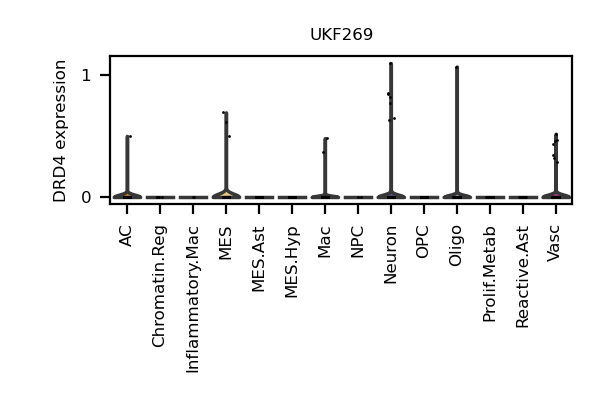 UKF269
DRD4 expression
1
0
AC
Chromatin.Reg
Inflammatory.Mac
MES
MES.Ast
MES.Hyp
Mac
NPC
Neuron
OPC
Oligo
Prolif.Metab
Reactive.Ast
Vasc